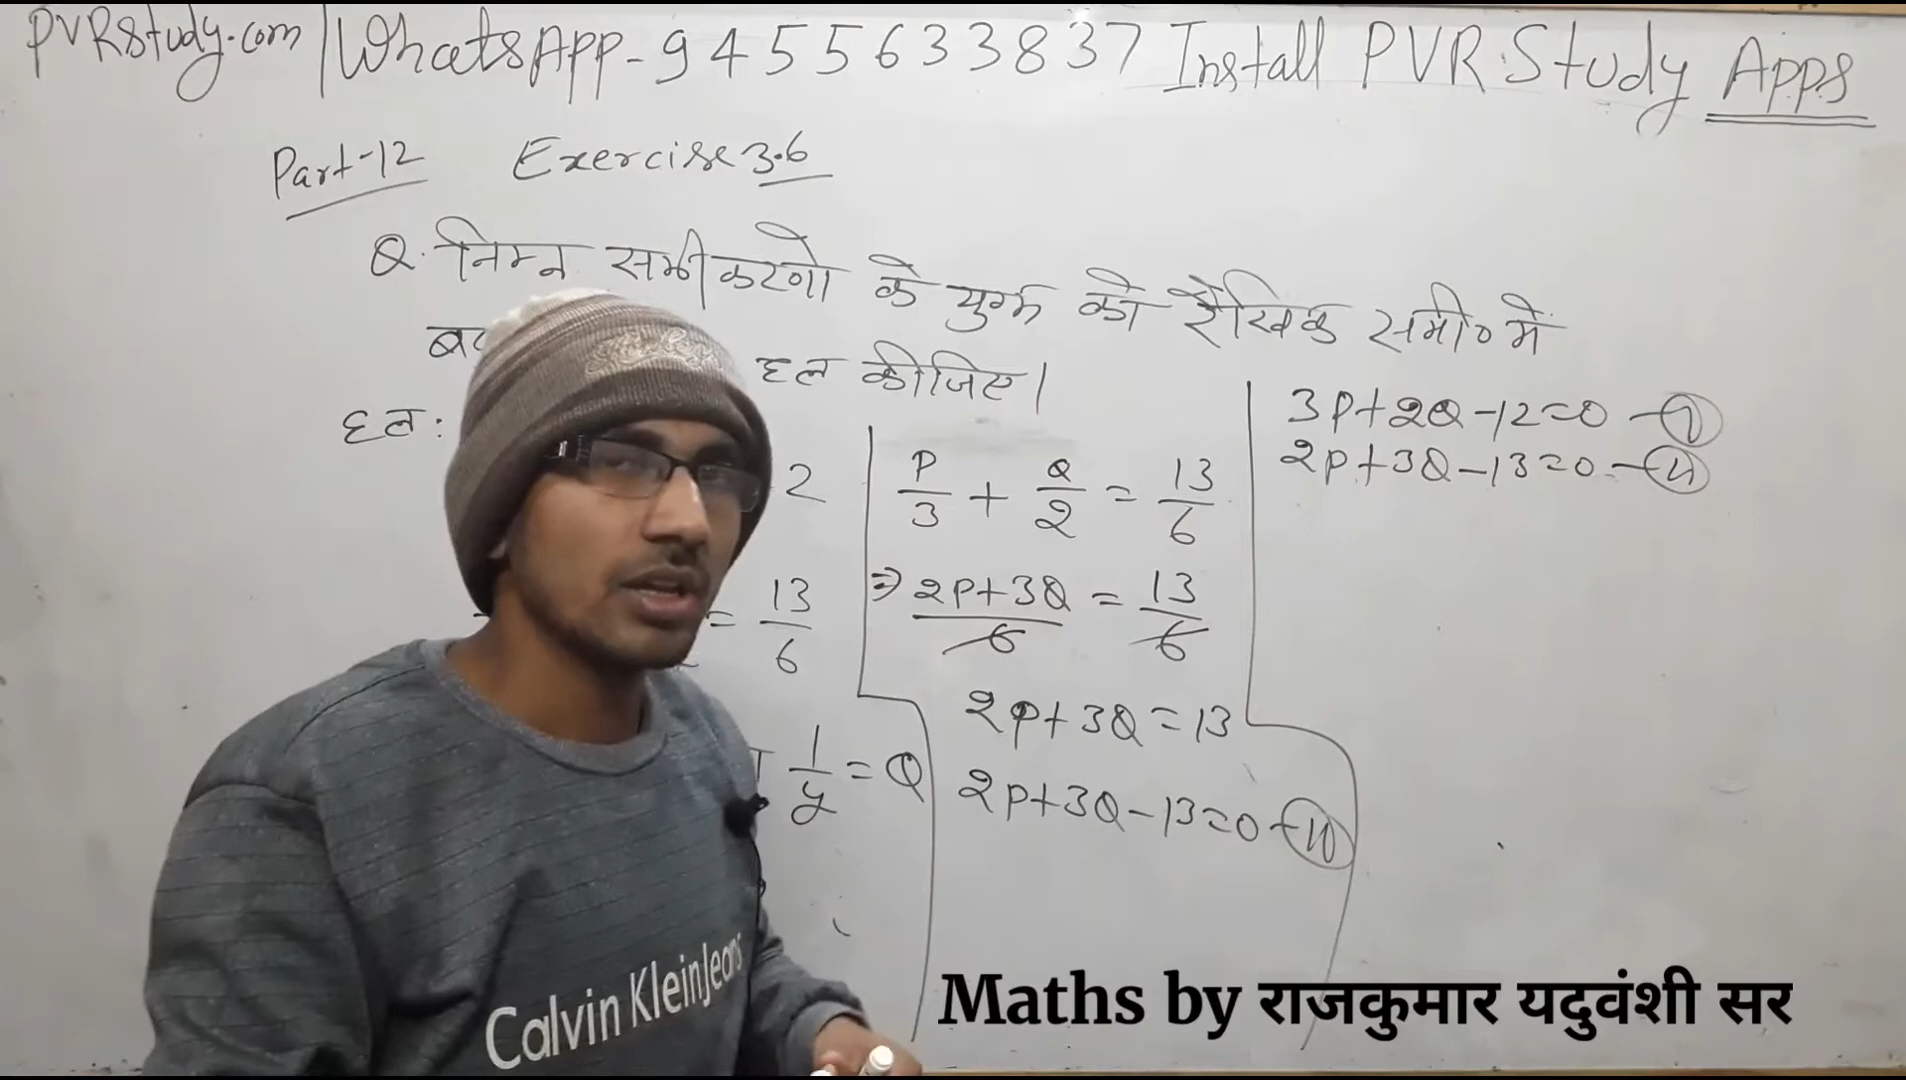 PVRStudy.com | WhatsApp-9455633837 Install PVR Study Apps
Part-12 Exercise 3.6
Q. निम्न समीकरणो के युग्म को रैखिक समी० में
हल कीजिए।
हल:
2
= 13/6
1/y = Q
P/3 + Q/2 = 13/6
⇒ 2P+3Q/6 = 13/6
2P+3Q=13
2P+3Q-13=0 -(ii)
3P+2Q-12=0 -(i)
2P+3Q-13=0 -(ii)
Calvin Klein Jeans
Maths by राजकुमार यदुवंशी सर